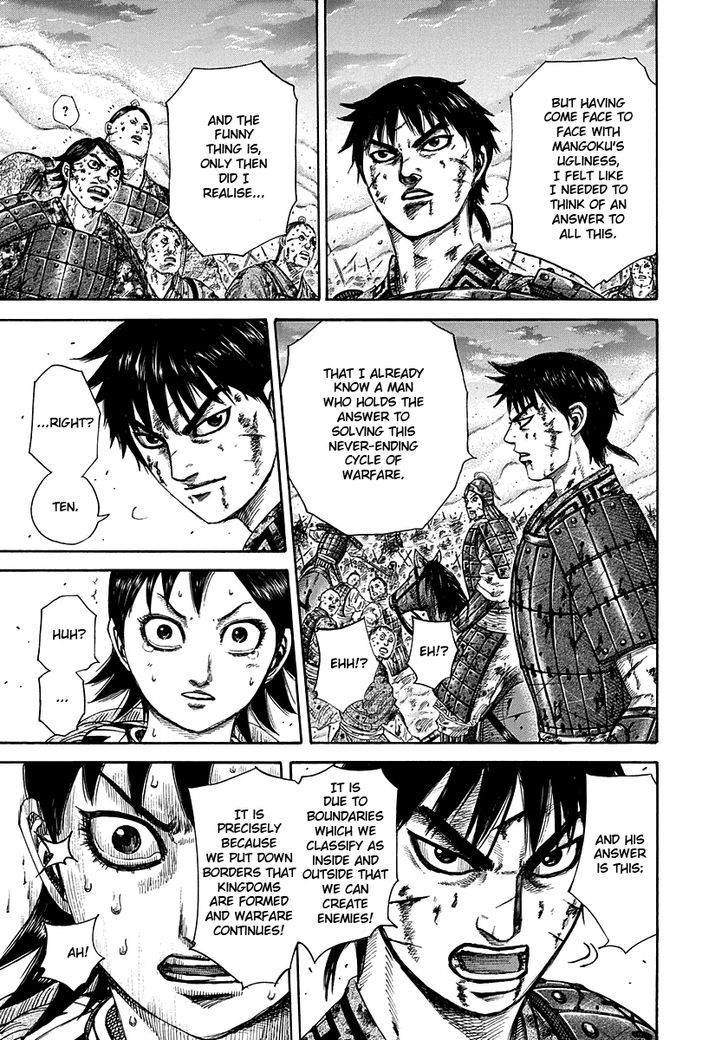 BUT HAVING
COME FACE TO
FACE WITH
MANGOKU'S
UGLINESS,
I FELT LIKE
I NEEDED TO
THINK OF AN
ANSWER TO
ALL THIS.
AND THE
FUNNY
THING IS,
ONLY THEN
DID I
REALISE...
?
THAT I ALREADY
KNOW A MAN
WHO HOLDS THE
ANSWER TO
SOLVING THIS
NEVER-ENDING
CYCLE OF
WARFARE.
EH!?
EHH!?
...RIGHT?
TEN.
HUH?
...
AND HIS
ANSWER
IS THIS;
IT IS
DUE TO
BOUNDARIES
WHICH WE
CLASSIFY AS
INSIDE AND
OUTSIDE THAT
WE CAN
CREATE
ENEMIES!
IT IS
PRECISELY
BECAUSE
WE PUT DOWN
BORDERS THAT
KINGDOMS
ARE FORMED
AND WARFARE
CONTINUES!
AH!